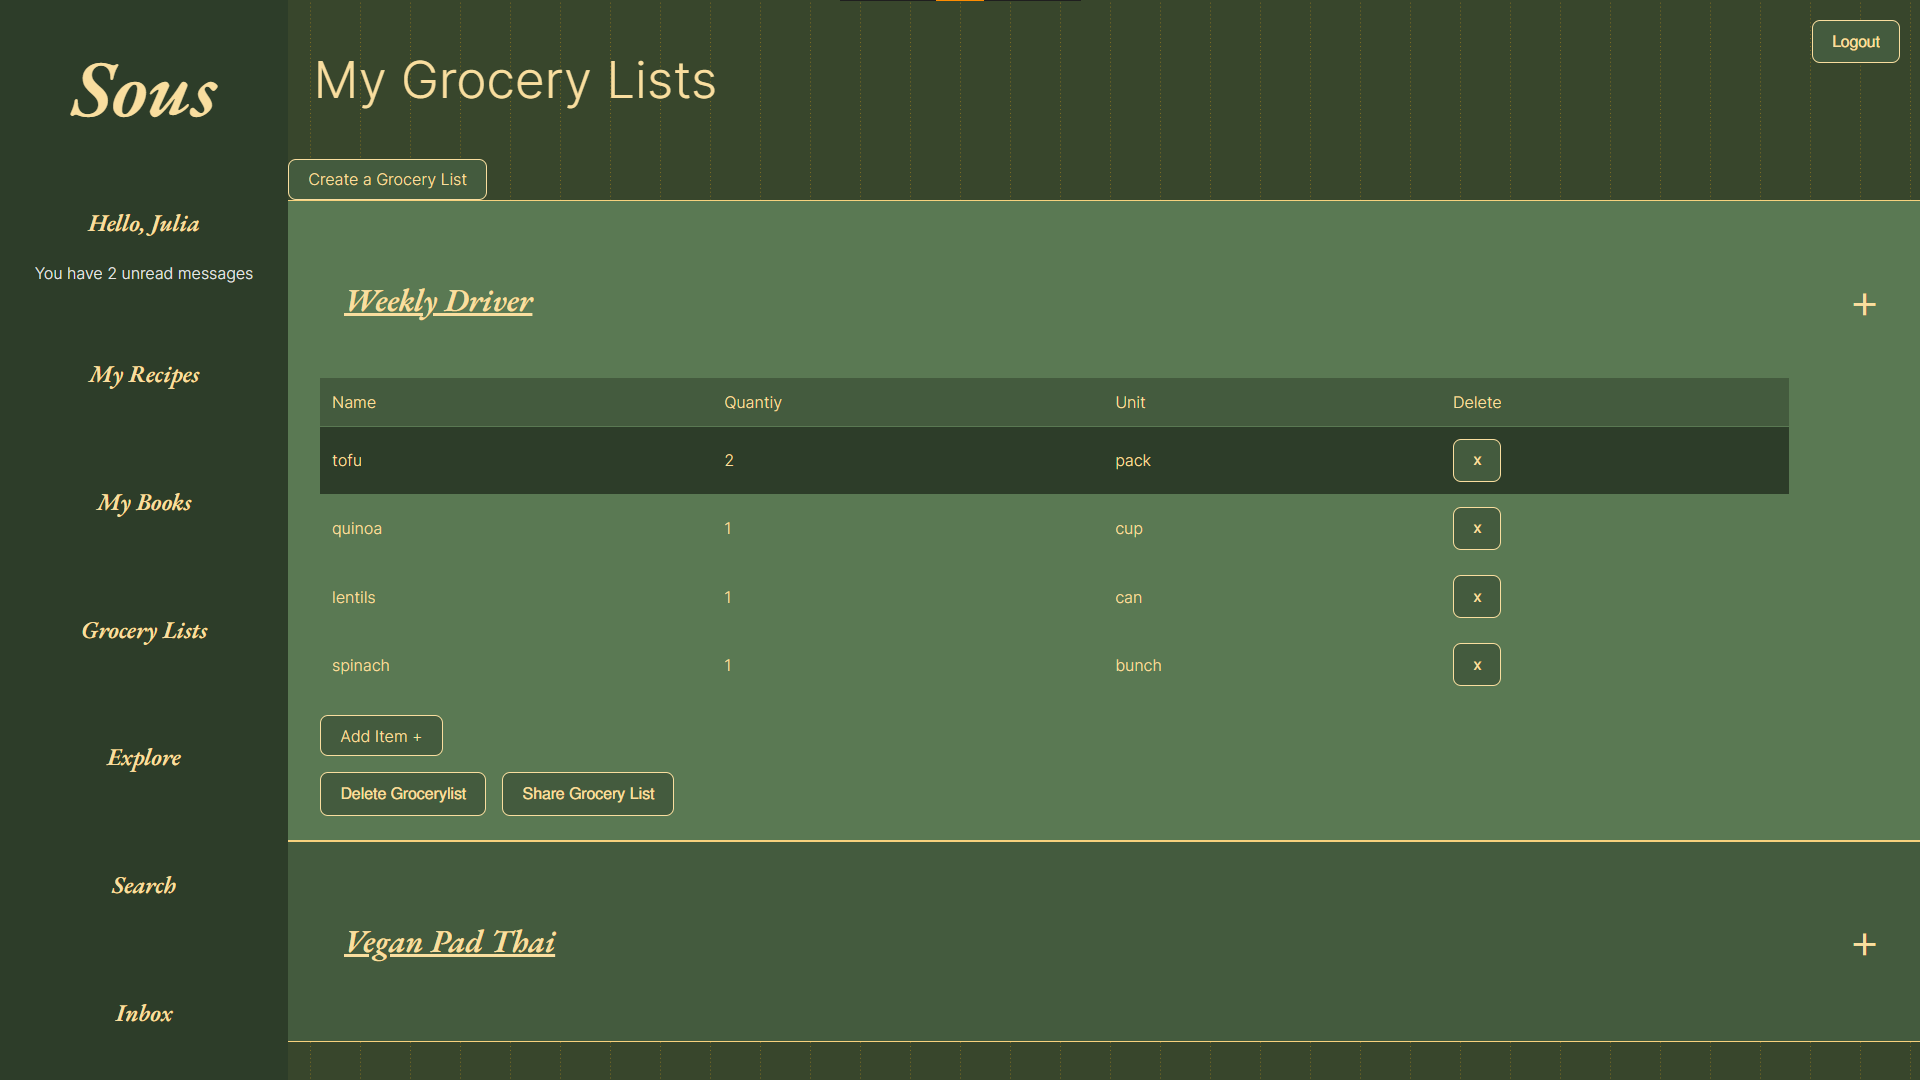 Sous
Hello, Julia
You have 2 unread messages
My Recipes
My Books
Grocery Lists
Explore
Search
Inbox
My Grocery Lists
Logout
Create a Grocery List
Weekly Driver +
Name Quantiy Unit Delete
tofu 2 pack x
quinoa 1 cup x
lentils 1 can x
spinach 1 bunch x
Add Item +
Delete Grocerylist Share Grocery List
Vegan Pad Thai +